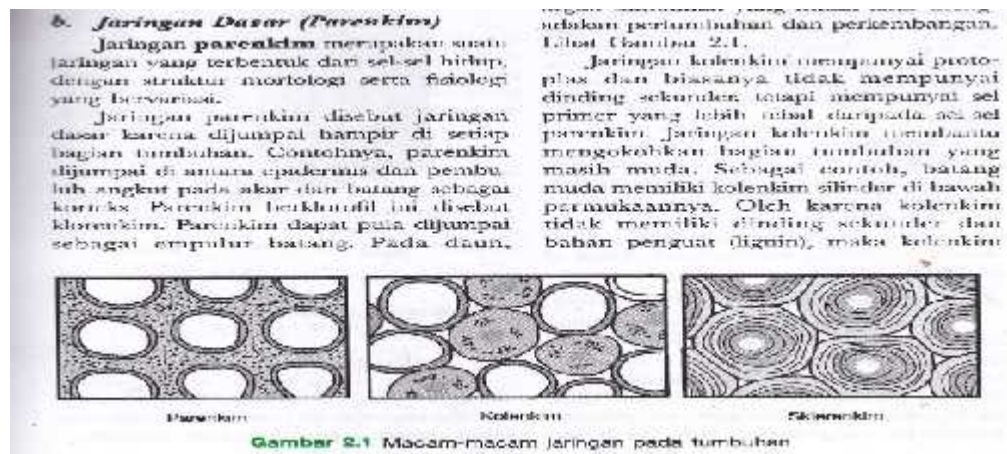 b. Jaringan Dasar (Parenkim)
Jaringan parenkim merupakan suatu
jaringan yang terbentuk dari sel-sel hidup,
dengan struktur morfologi serta fisiologi
yang bervariasi.
Jaringan parenkim disebut jaringan
dasar karena dijumpai hampir di setiap
bagian tumbuhan. Contohnya, parenkim
dijumpai di antara epidermis dan pembu-
luh angkut pada akar dan batang sebagai
korteks. Parenkim berklorofil ini disebut
klorenkim. Parenkim dapat pula dijumpai
sebagai empulur batang. Pada daun,
adakan pertumbuhan dan perkembangan.
Lihat Gambar 2.1.
Jaringan kolenkim mempunyai proto-
plas dan biasanya tidak mempunyai
dinding sekunder, tetapi mempunyai sel
primer yang lebih tebal daripada sel-sel
parenkim. Jaringan kolenkim membantu
mengokohkan bagian tumbuhan yang
masih muda. Sebagai contoh, batang
muda memiliki kolenkim silinder di bawah
permukaannya. Oleh karena kolenkim
tidak memiliki dinding sekunder dan
bahan penguat (lignin), maka kolenkim
Parenkim
Kolenkim
Sklerenkim
Gambar 2.1 Macam-macam jaringan pada tumbuhan